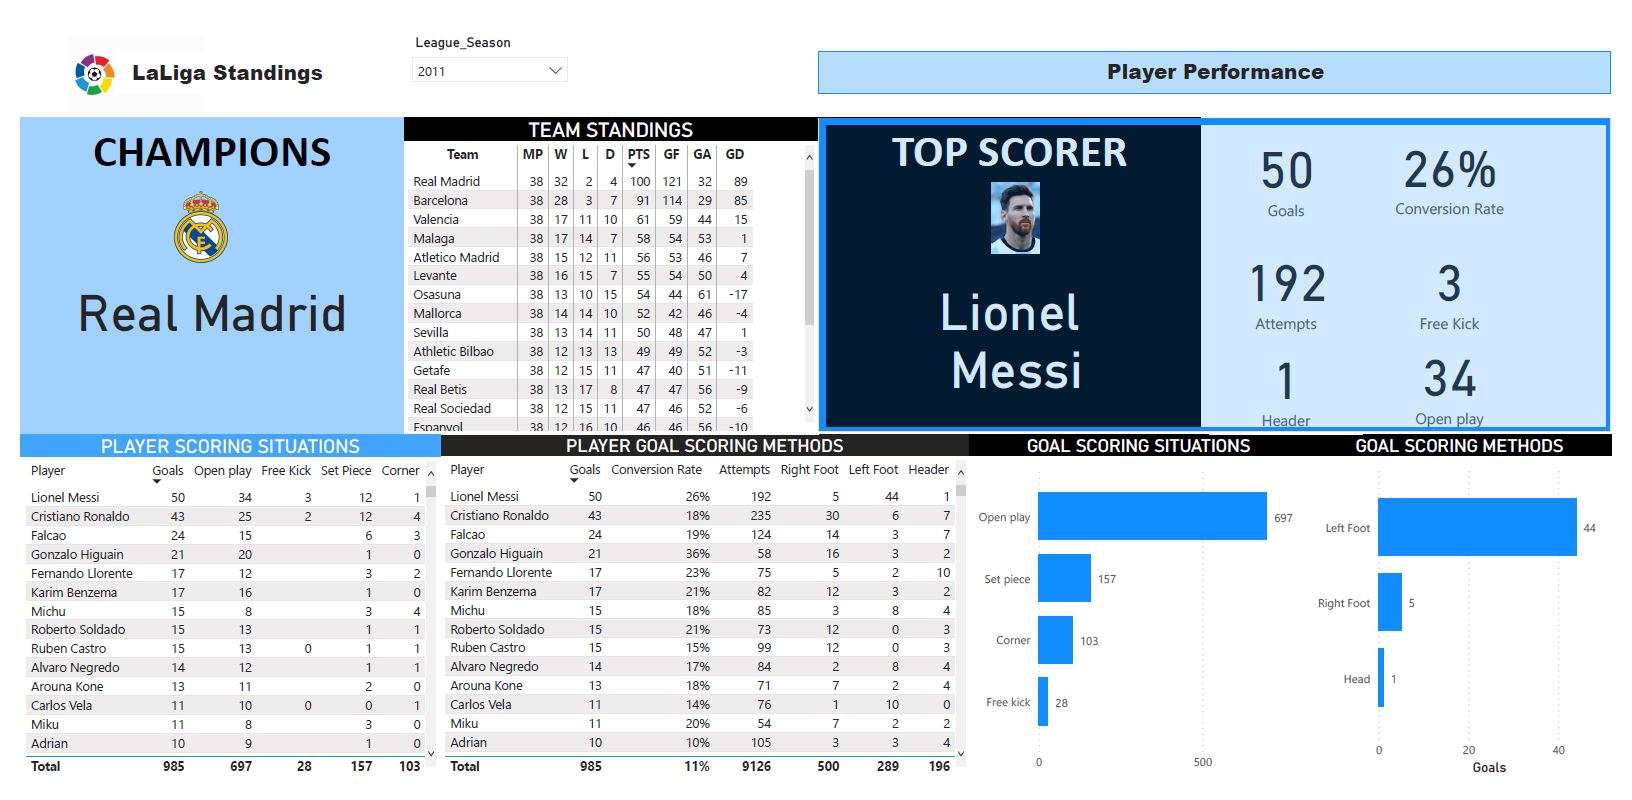 LaLiga Standings
League_Season
2011
Player Performance
CHAMPIONS
Real Madrid
TEAM STANDINGS
Team MP W L D PTS GF GA GD
Real Madrid 38 32 2 4 100 121 32 89
Barcelona 38 28 3 7 91 114 29 85
Valencia 38 17 11 10 61 59 44 15
Malaga 38 17 14 7 58 54 53 1
Atletico Madrid 38 15 12 11 56 53 46 7
Levante 38 16 15 7 55 54 50 4
Osasuna 38 13 10 15 54 44 61 -17
Mallorca 38 14 14 10 52 42 46 -4
Sevilla 38 13 14 11 50 48 47 1
Athletic Bilbao 38 12 13 13 49 49 52 -3
Getafe 38 12 15 11 47 40 51 -11
Real Betis 38 13 17 8 47 47 56 -9
Real Sociedad 38 12 15 11 47 46 52 -6
Espanyol 38 12 16 10 46 46 56 -10
TOP SCORER
Lionel
Messi
50
Goals
26%
Conversion Rate
192
Attempts
3
Free Kick
1
Header
34
Open play
PLAYER SCORING SITUATIONS
Player Goals Open play Free Kick Set Piece Corner
Lionel Messi 50 34 3 12 1
Cristiano Ronaldo 43 25 2 12 4
Falcao 24 15 6 3
Gonzalo Higuain 21 20 1 0
Fernando Llorente 17 12 3 2
Karim Benzema 17 16 1 0
Michu 15 8 3 4
Roberto Soldado 15 13 1 1
Ruben Castro 15 13 0 1 1
Alvaro Negredo 14 12 1 1
Arouna Kone 13 11 2 0
Carlos Vela 11 10 0 0 1
Miku 11 8 3 0
Adrian 10 9 1 0
Total 985 697 28 157 103
PLAYER GOAL SCORING METHODS
Player Goals Conversion Rate Attempts Right Foot Left Foot Header
Lionel Messi 50 26% 192 5 44 1
Cristiano Ronaldo 43 18% 235 30 6 7
Falcao 24 19% 124 14 3 7
Gonzalo Higuain 21 36% 58 16 3 2
Fernando Llorente 17 23% 75 5 2 10
Karim Benzema 17 21% 82 12 3 2
Michu 15 18% 85 3 8 4
Roberto Soldado 15 21% 73 12 0 3
Ruben Castro 15 15% 99 12 0 3
Alvaro Negredo 14 17% 84 2 8 4
Arouna Kone 13 18% 71 7 2 4
Carlos Vela 11 14% 76 1 10 0
Miku 11 20% 54 7 2 2
Adrian 10 10% 105 3 3 4
Total 985 11% 9126 500 289 196
GOAL SCORING SITUATIONS
Open play 697
Set piece 157
Corner 103
Free kick 28
0 500
GOAL SCORING METHODS
Left Foot 44
Right Foot 5
Head 1
0 20 40
Goals